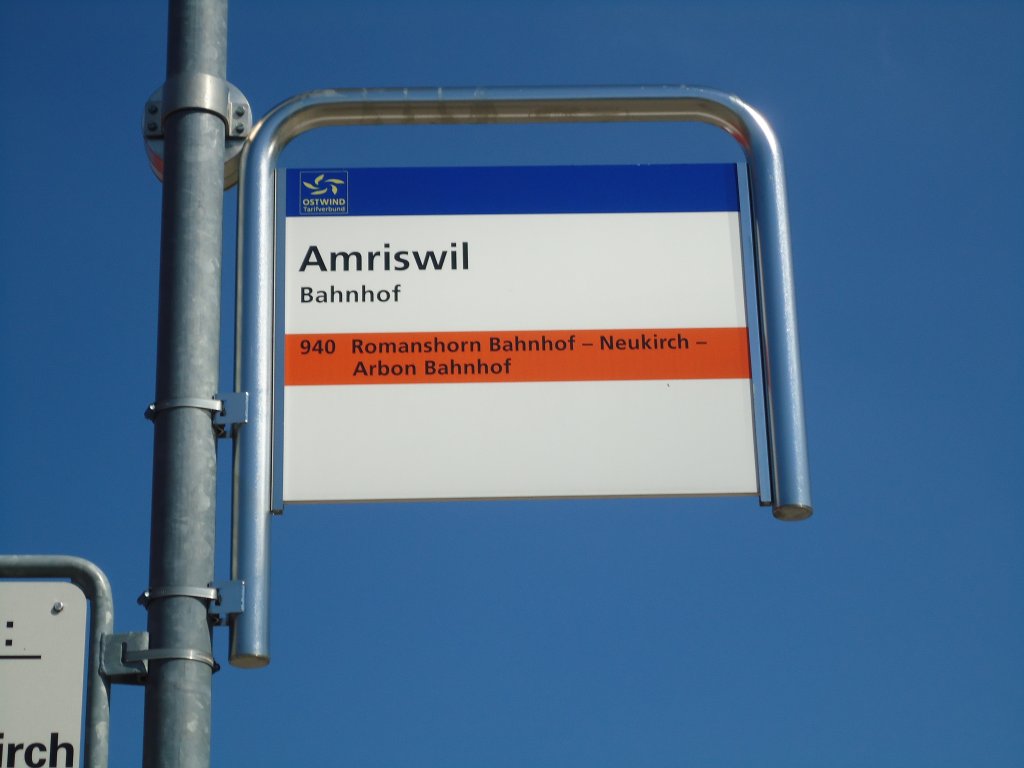 OSTWIND
Tarifverbund
Amriswil
Bahnhof
940 Romanshorn Bahnhof – Neukirch –
Arbon Bahnhof
:
irch